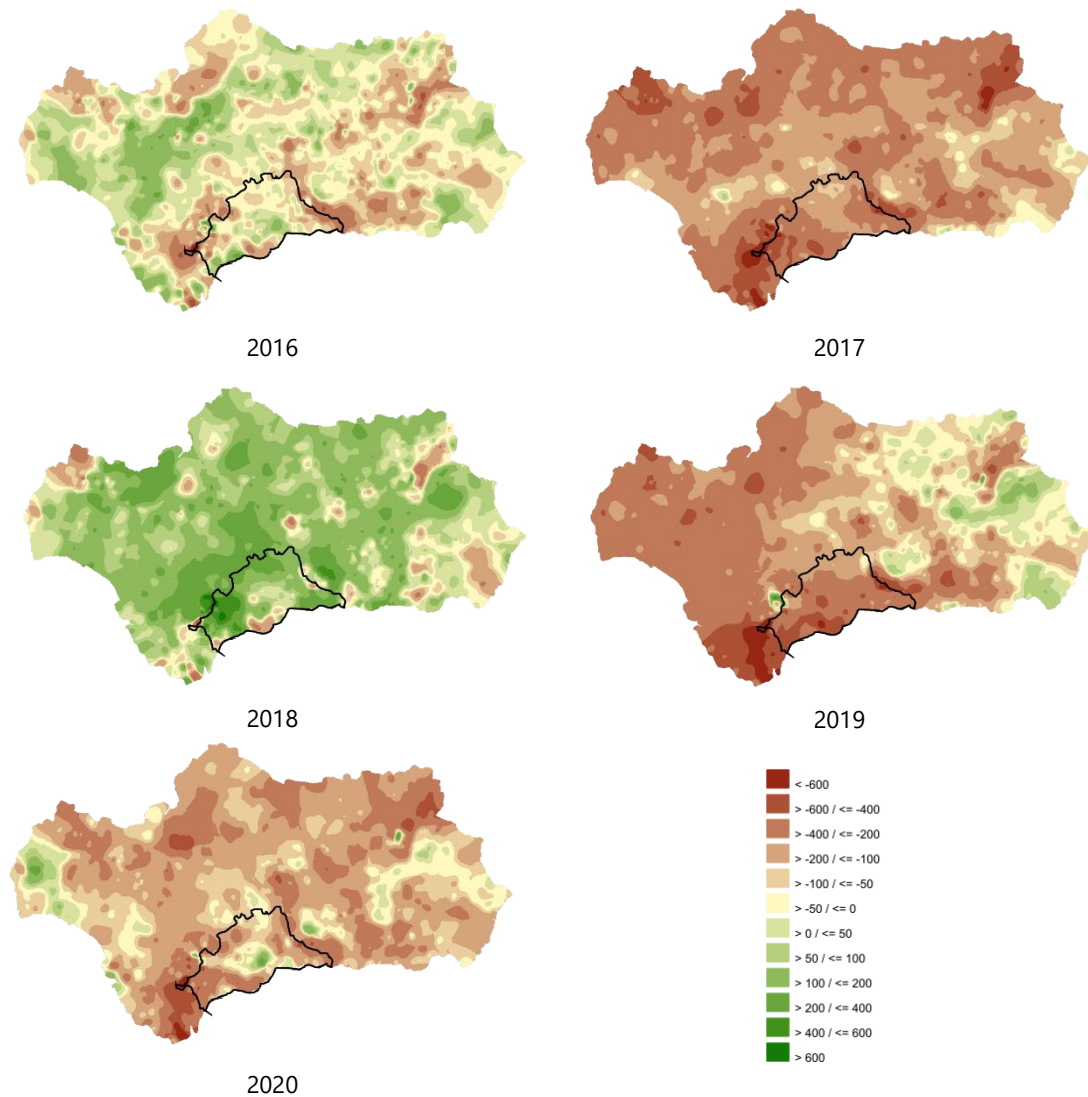 2016
2017
2018
2019
< -600
> -600 / <= -400
> -400 / <= -200
> -200 / <= -100
> -100 / <= -50
> -50 / <= 0
> 0 / <= 50
> 50 / <= 100
> 100 / <= 200
> 200 / <= 400
> 400 / <= 600
> 600
2020